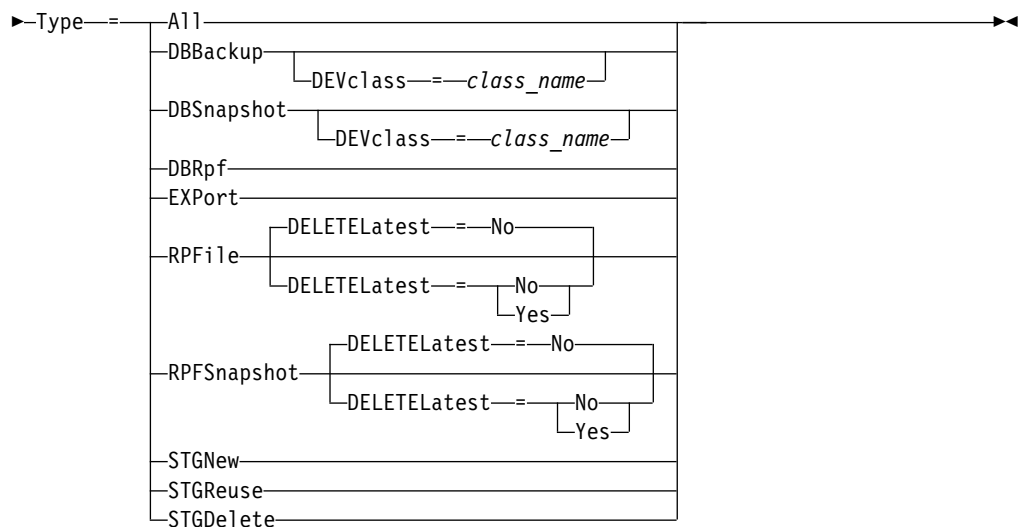 Type = All
DBBackup
DEVclass = class_name
DBSnapshot
DEVclass = class_name
DBRpf
EXPort
DELETELatest = No
RPFile
DELETELatest = No
Yes
DELETELatest = No
RPFSnapshot
DELETELatest = No
Yes
STGNew
STGReuse
STGDelete